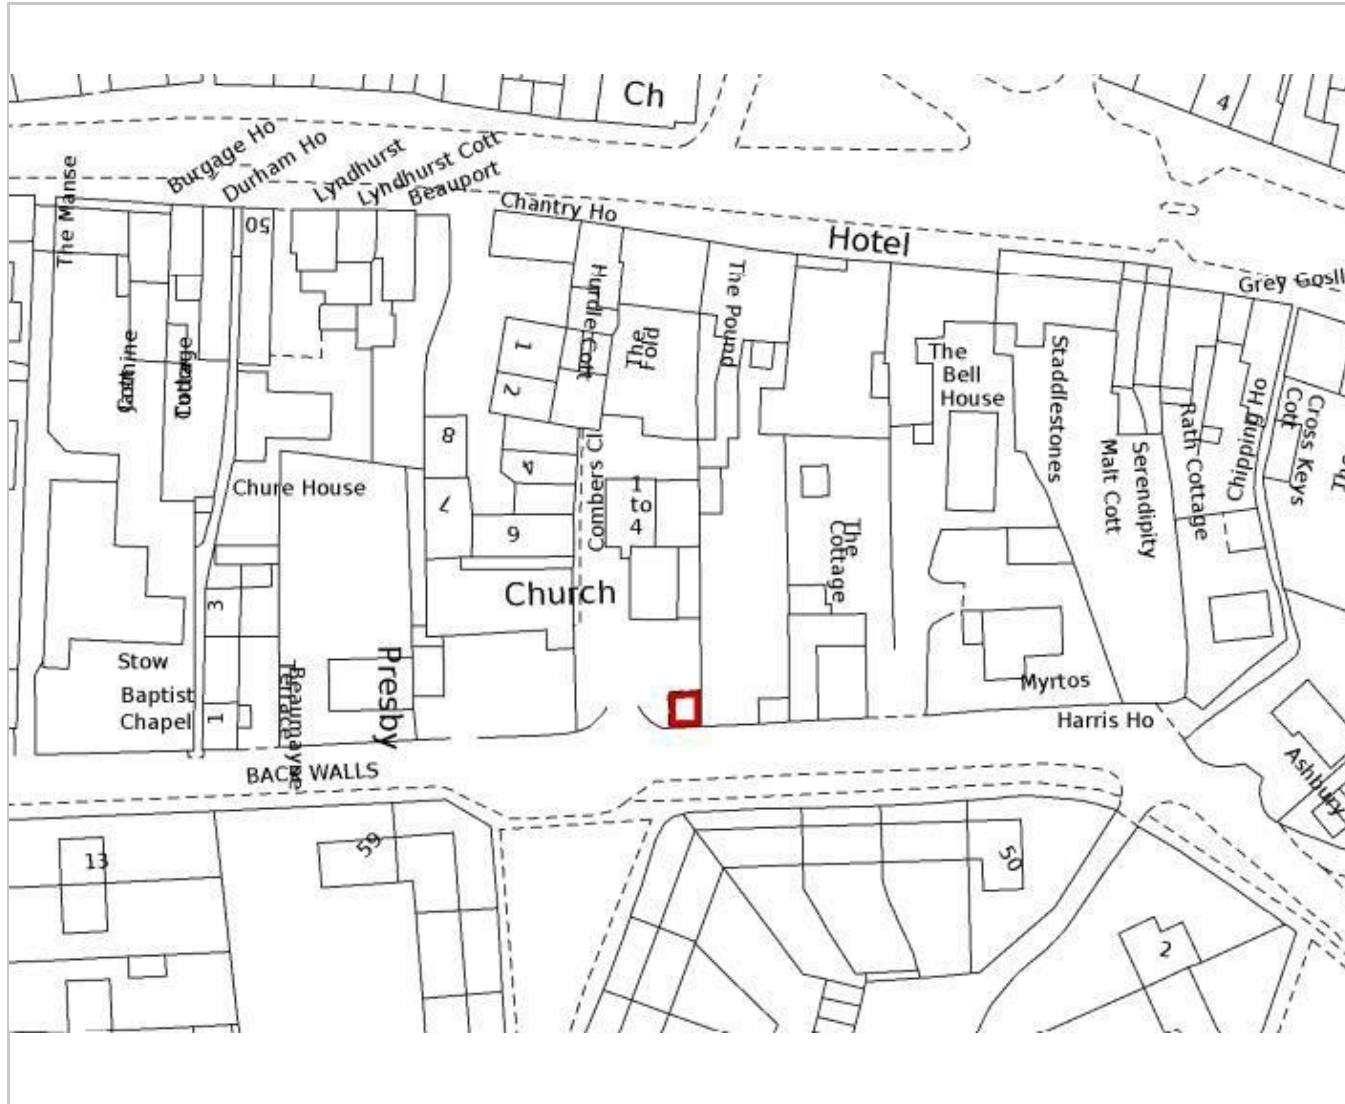 Ch
4
Burgage Ho
Durham Ho
Lyndhurst
Lyndhurst Cott
Beauport
The Manse
50
Chantry Ho
Hotel
Grey Gosll
Hurdle Cott
The
Fold
The Pound
1
2
The
Bell
House
Staddlestones
Cottage
8
7
4
6
Combers Cl
1
to
4
Chure House
The
Cottage
Malt Cott
Serendipity
Rath Cottage
Chipping Ho
Cross Keys
Cott
Church
3
Stow
Baptist
Chapel
1
Beaumayne
Terrace
Presby
Myrtos
Harris Ho
BACK WALLS
Ashbury
13
59
50
2